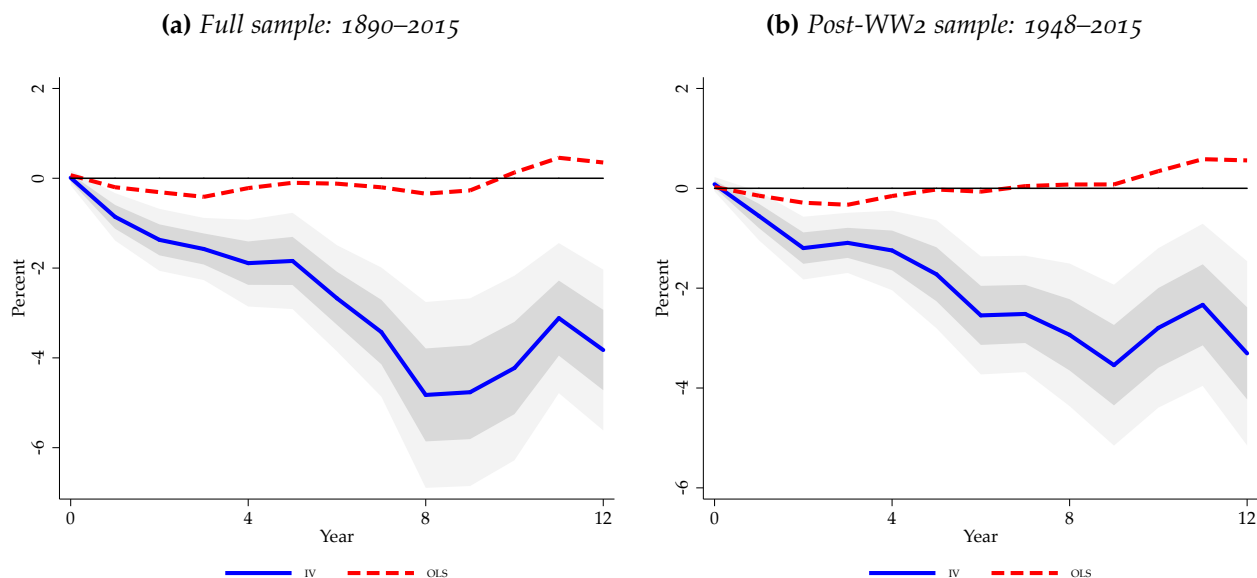 (a) Full sample: 1890–2015
2
0
-2
-4
-6
Percent
0
4
8
12
Year
IV
OLS
(b) Post-WW2 sample: 1948–2015
2
0
-2
-4
-6
Percent
0
4
8
12
Year
IV
OLS